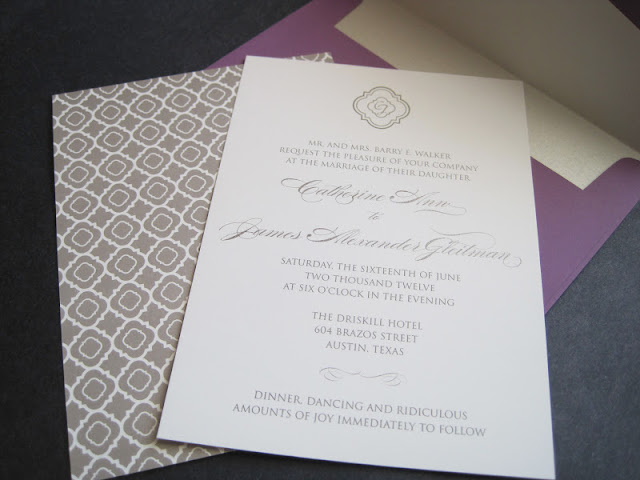 MR. AND MRS. BARRY E. WALKER
REQUEST THE PLEASURE OF YOUR COMPANY
AT THE MARRIAGE OF THEIR DAUGHTER
Catherine Ann
to
James Alexander Gleitman
SATURDAY, THE SIXTEENTH OF JUNE
TWO THOUSAND TWELVE
AT SIX O'CLOCK IN THE EVENING
THE DRISKILL HOTEL
604 BRAZOS STREET
AUSTIN, TEXAS
DINNER, DANCING AND RIDICULOUS
AMOUNTS OF JOY IMMEDIATELY TO FOLLOW